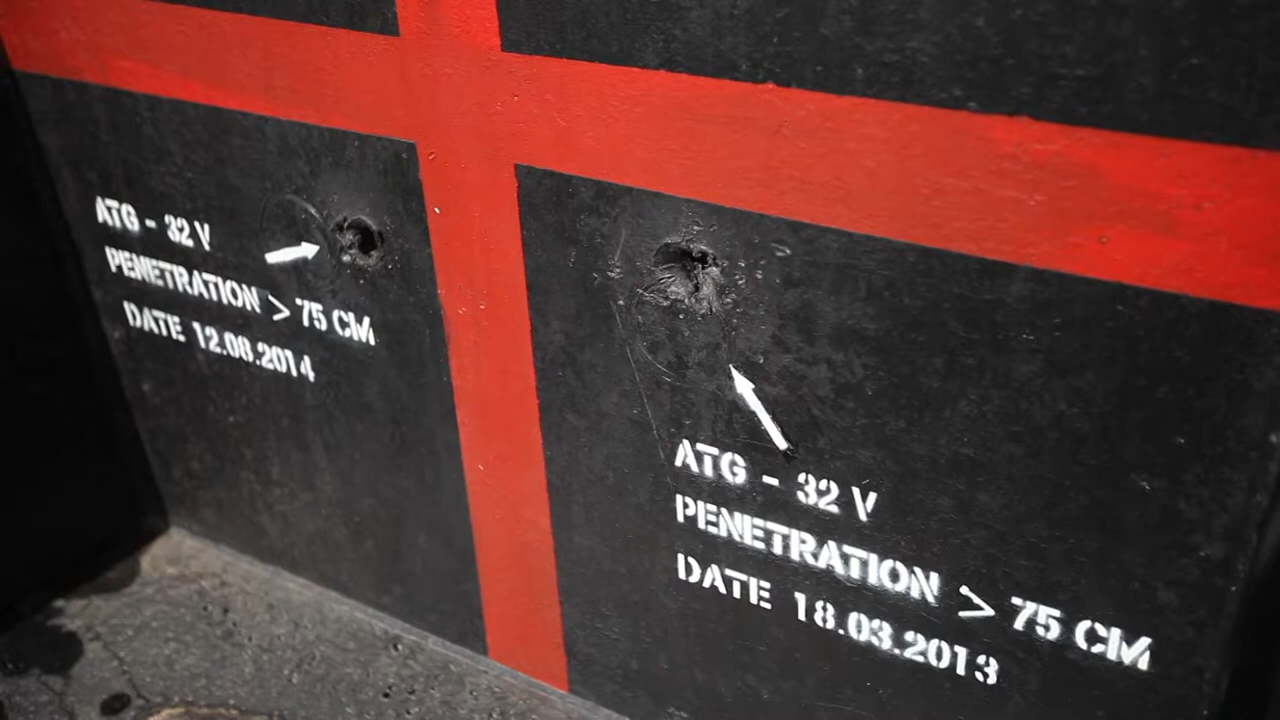 ATG - 32 V
PENETRATION > 75 CM
DATE 12.08.2014
ATG - 32 V
PENETRATION > 75 CM
DATE 18.03.2013